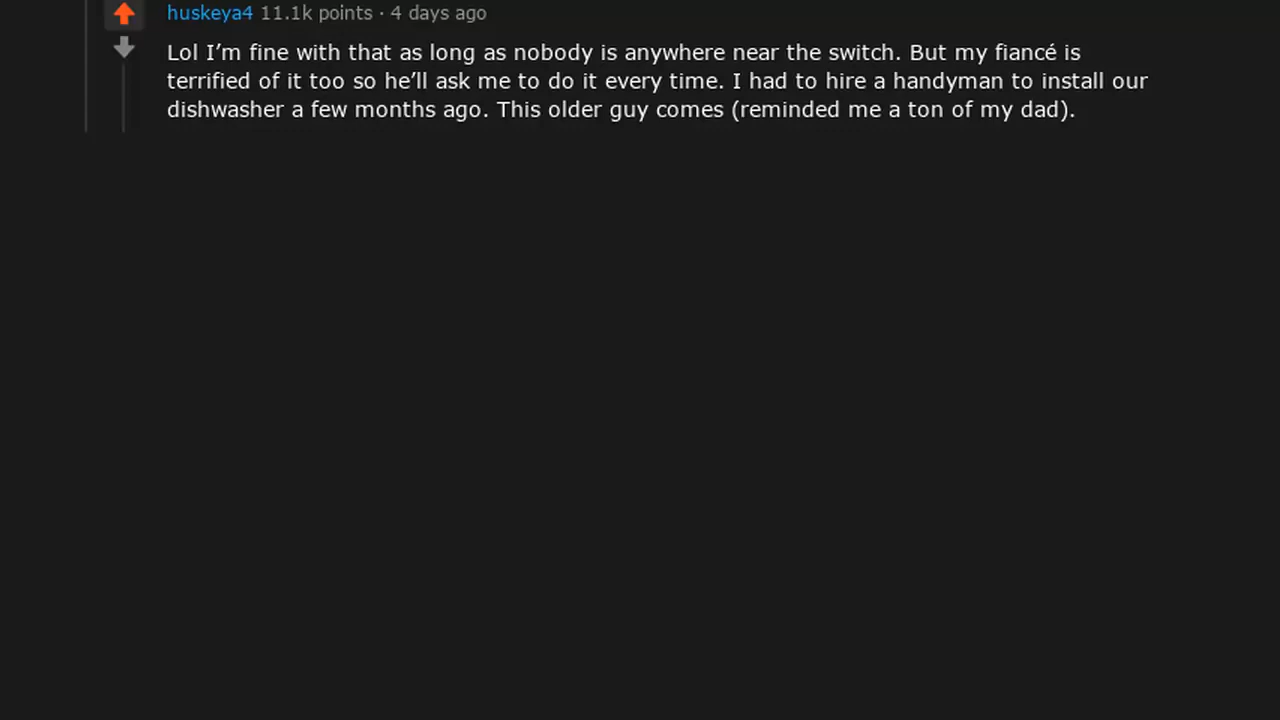 huskeya4 11.1k points · 4 days ago
Lol I’m fine with that as long as nobody is anywhere near the switch. But my fiancé is
terrified of it too so he’ll ask me to do it every time. I had to hire a handyman to install our
dishwasher a few months ago. This older guy comes (reminded me a ton of my dad).